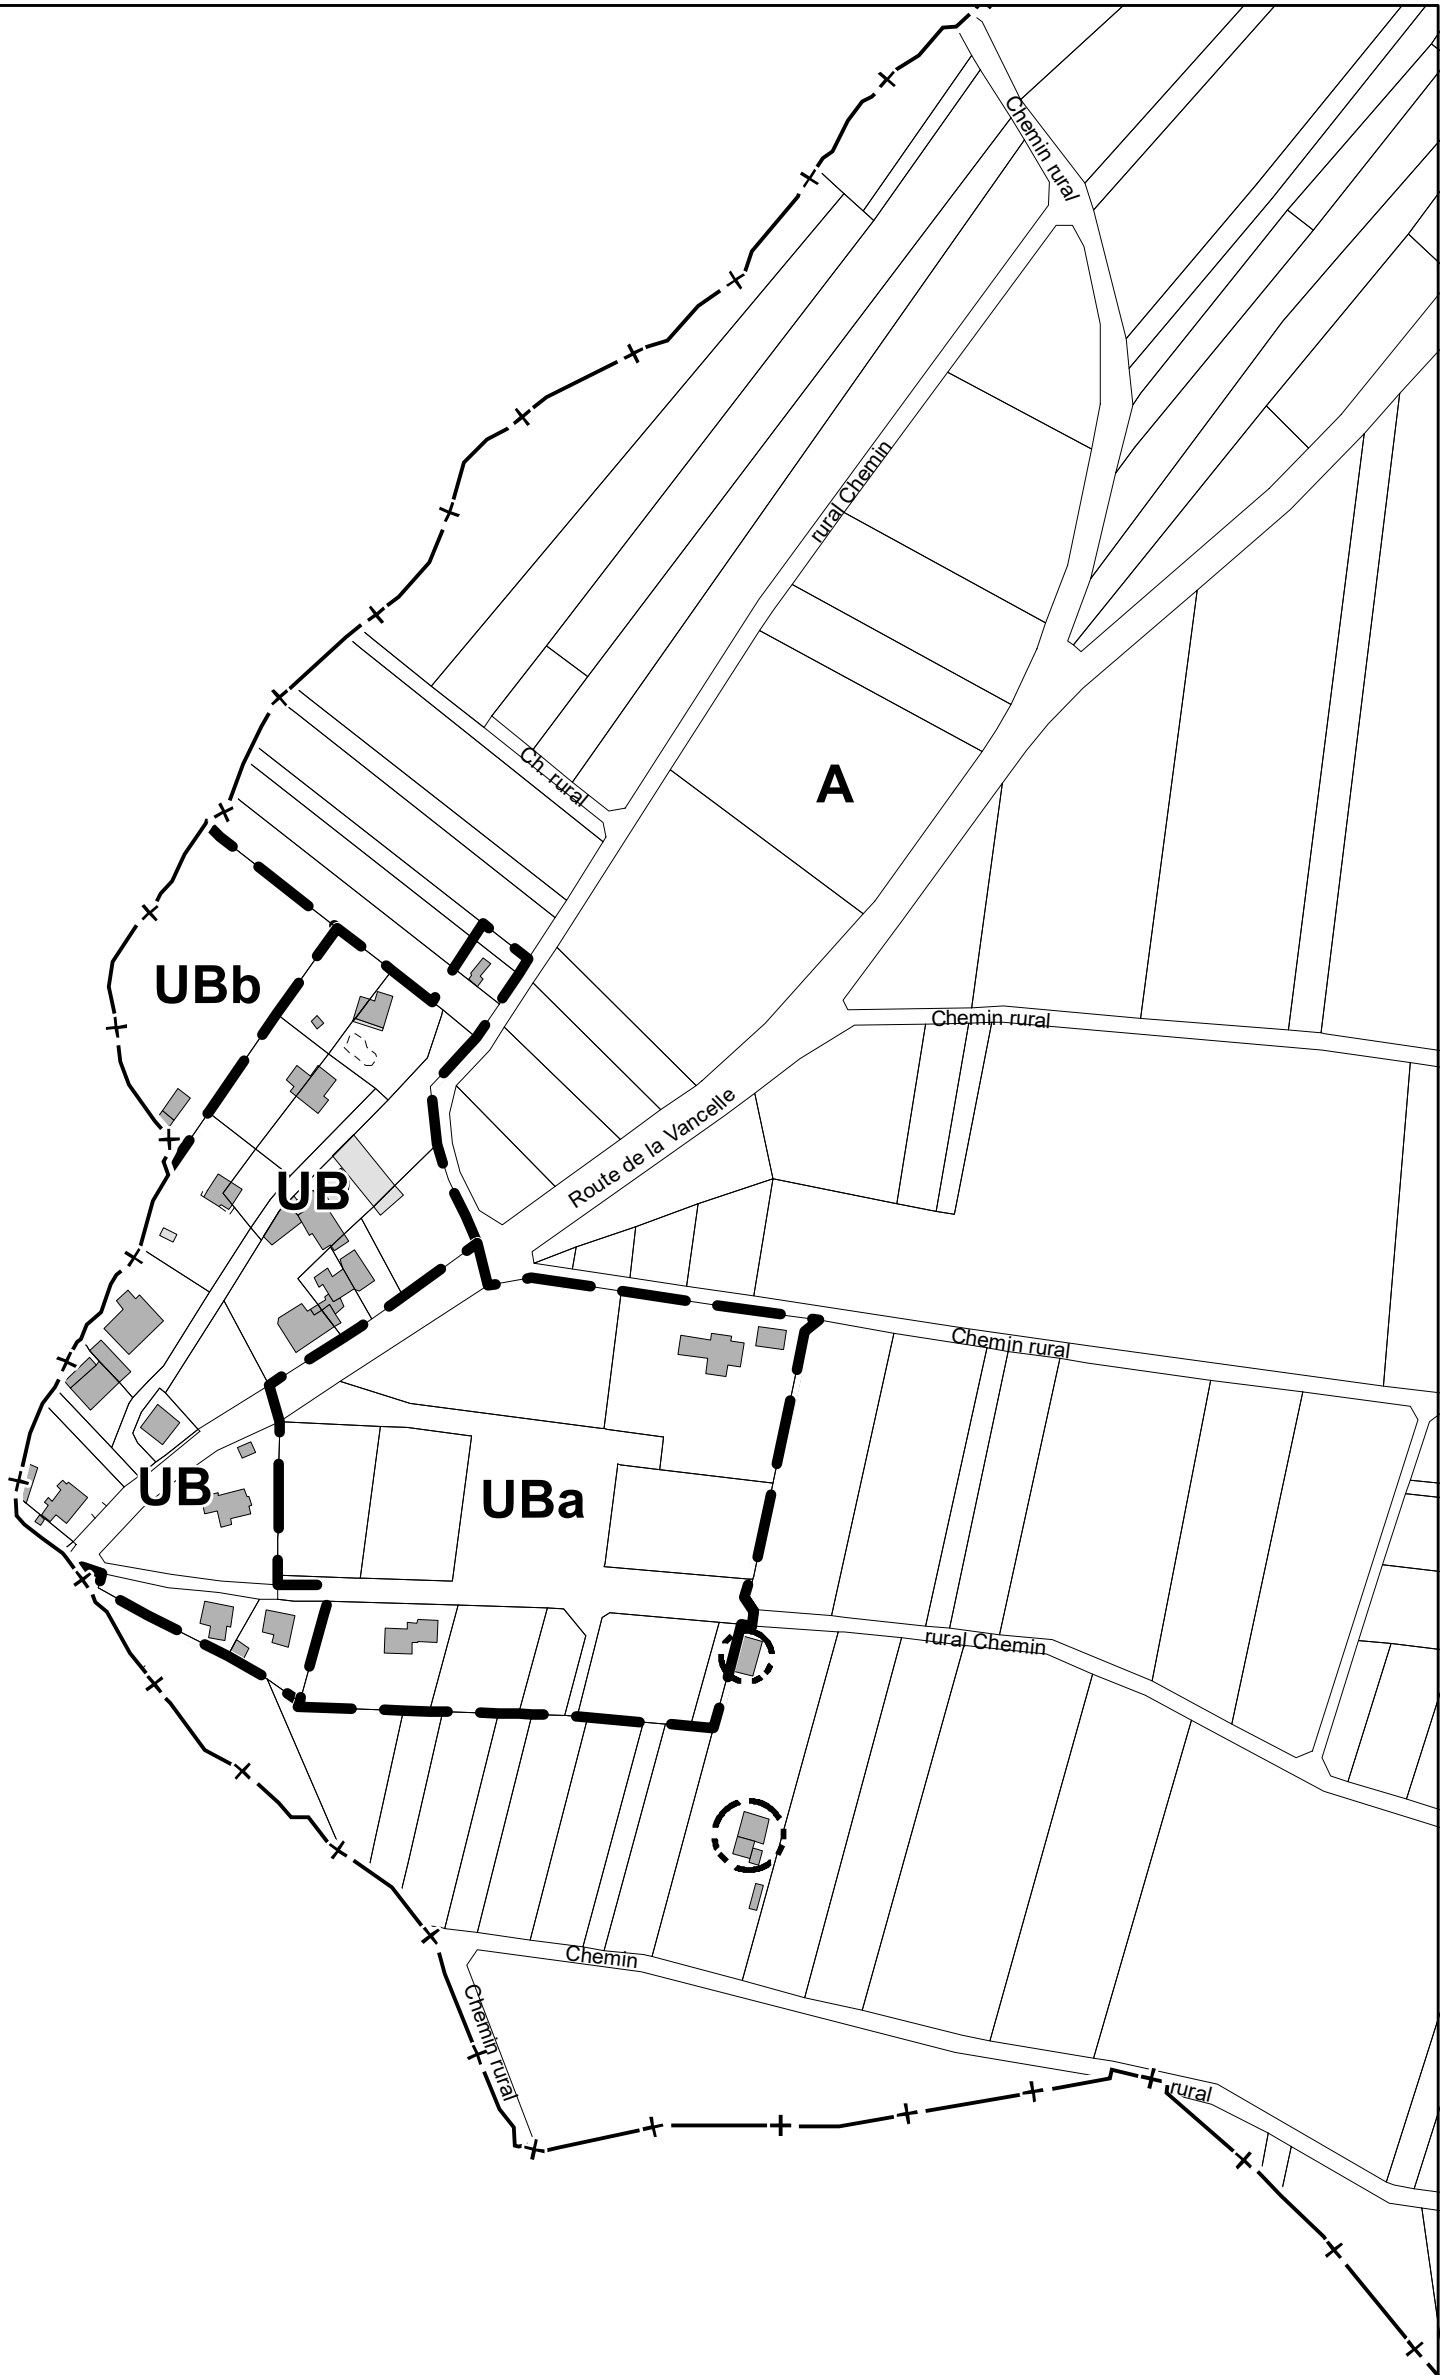 Chemin rural
rural Chemin
Ch. rural
A
UBb
Chemin rural
Route de la Vancelle
UB
Chemin rural
UB
UBa
rural Chemin
Chemin
Chemin rural
rural